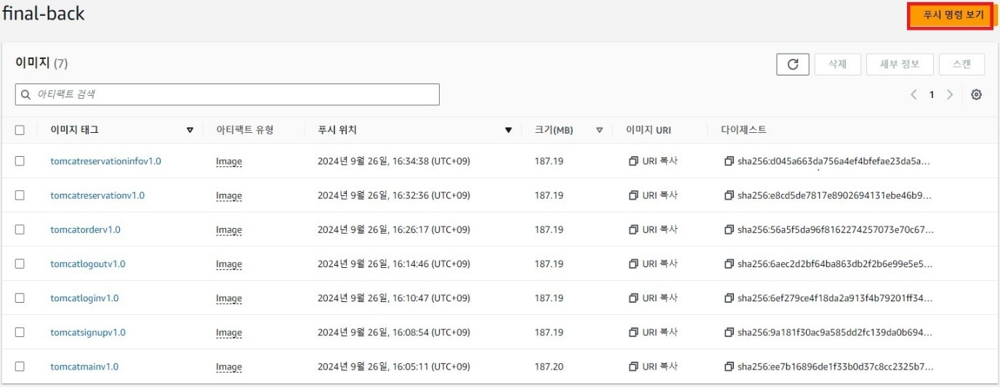 final-back
푸시 명령 보기
이미지 (7)
삭제 세부 정보 스캔
아티팩트 검색
1
이미지 태그 아티팩트 유형 푸시 위치 크기(MB) 이미지 URI 다이제스트
tomcatreservationinfov1.0 Image 2024년 9월 26일, 16:34:38 (UTC+09) 187.19 URI 복사 sha256:d045a663da756a4ef4bfefae23da5a...
tomcatreservationv1.0 Image 2024년 9월 26일, 16:32:36 (UTC+09) 187.19 URI 복사 sha256:e8cd5de7817e8902694131ebe46b9...
tomcatorderv1.0 Image 2024년 9월 26일, 16:26:17 (UTC+09) 187.19 URI 복사 sha256:56a5f5da96f8162274257073e70c67...
tomcatlogoutv1.0 Image 2024년 9월 26일, 16:14:46 (UTC+09) 187.19 URI 복사 sha256:6aec2d2bf64ba863db2f2b6e99e5e5...
tomcatloginv1.0 Image 2024년 9월 26일, 16:10:47 (UTC+09) 187.19 URI 복사 sha256:6ef279ce4f18da2a913f4b79201ff34...
tomcatsignupv1.0 Image 2024년 9월 26일, 16:08:54 (UTC+09) 187.19 URI 복사 sha256:9a181f30ac9a585dd2fc139da0b694...
tomcatmainv1.0 Image 2024년 9월 26일, 16:05:11 (UTC+09) 187.20 URI 복사 sha256:ee7b16896de1f33b0d37c8cc2325b7...